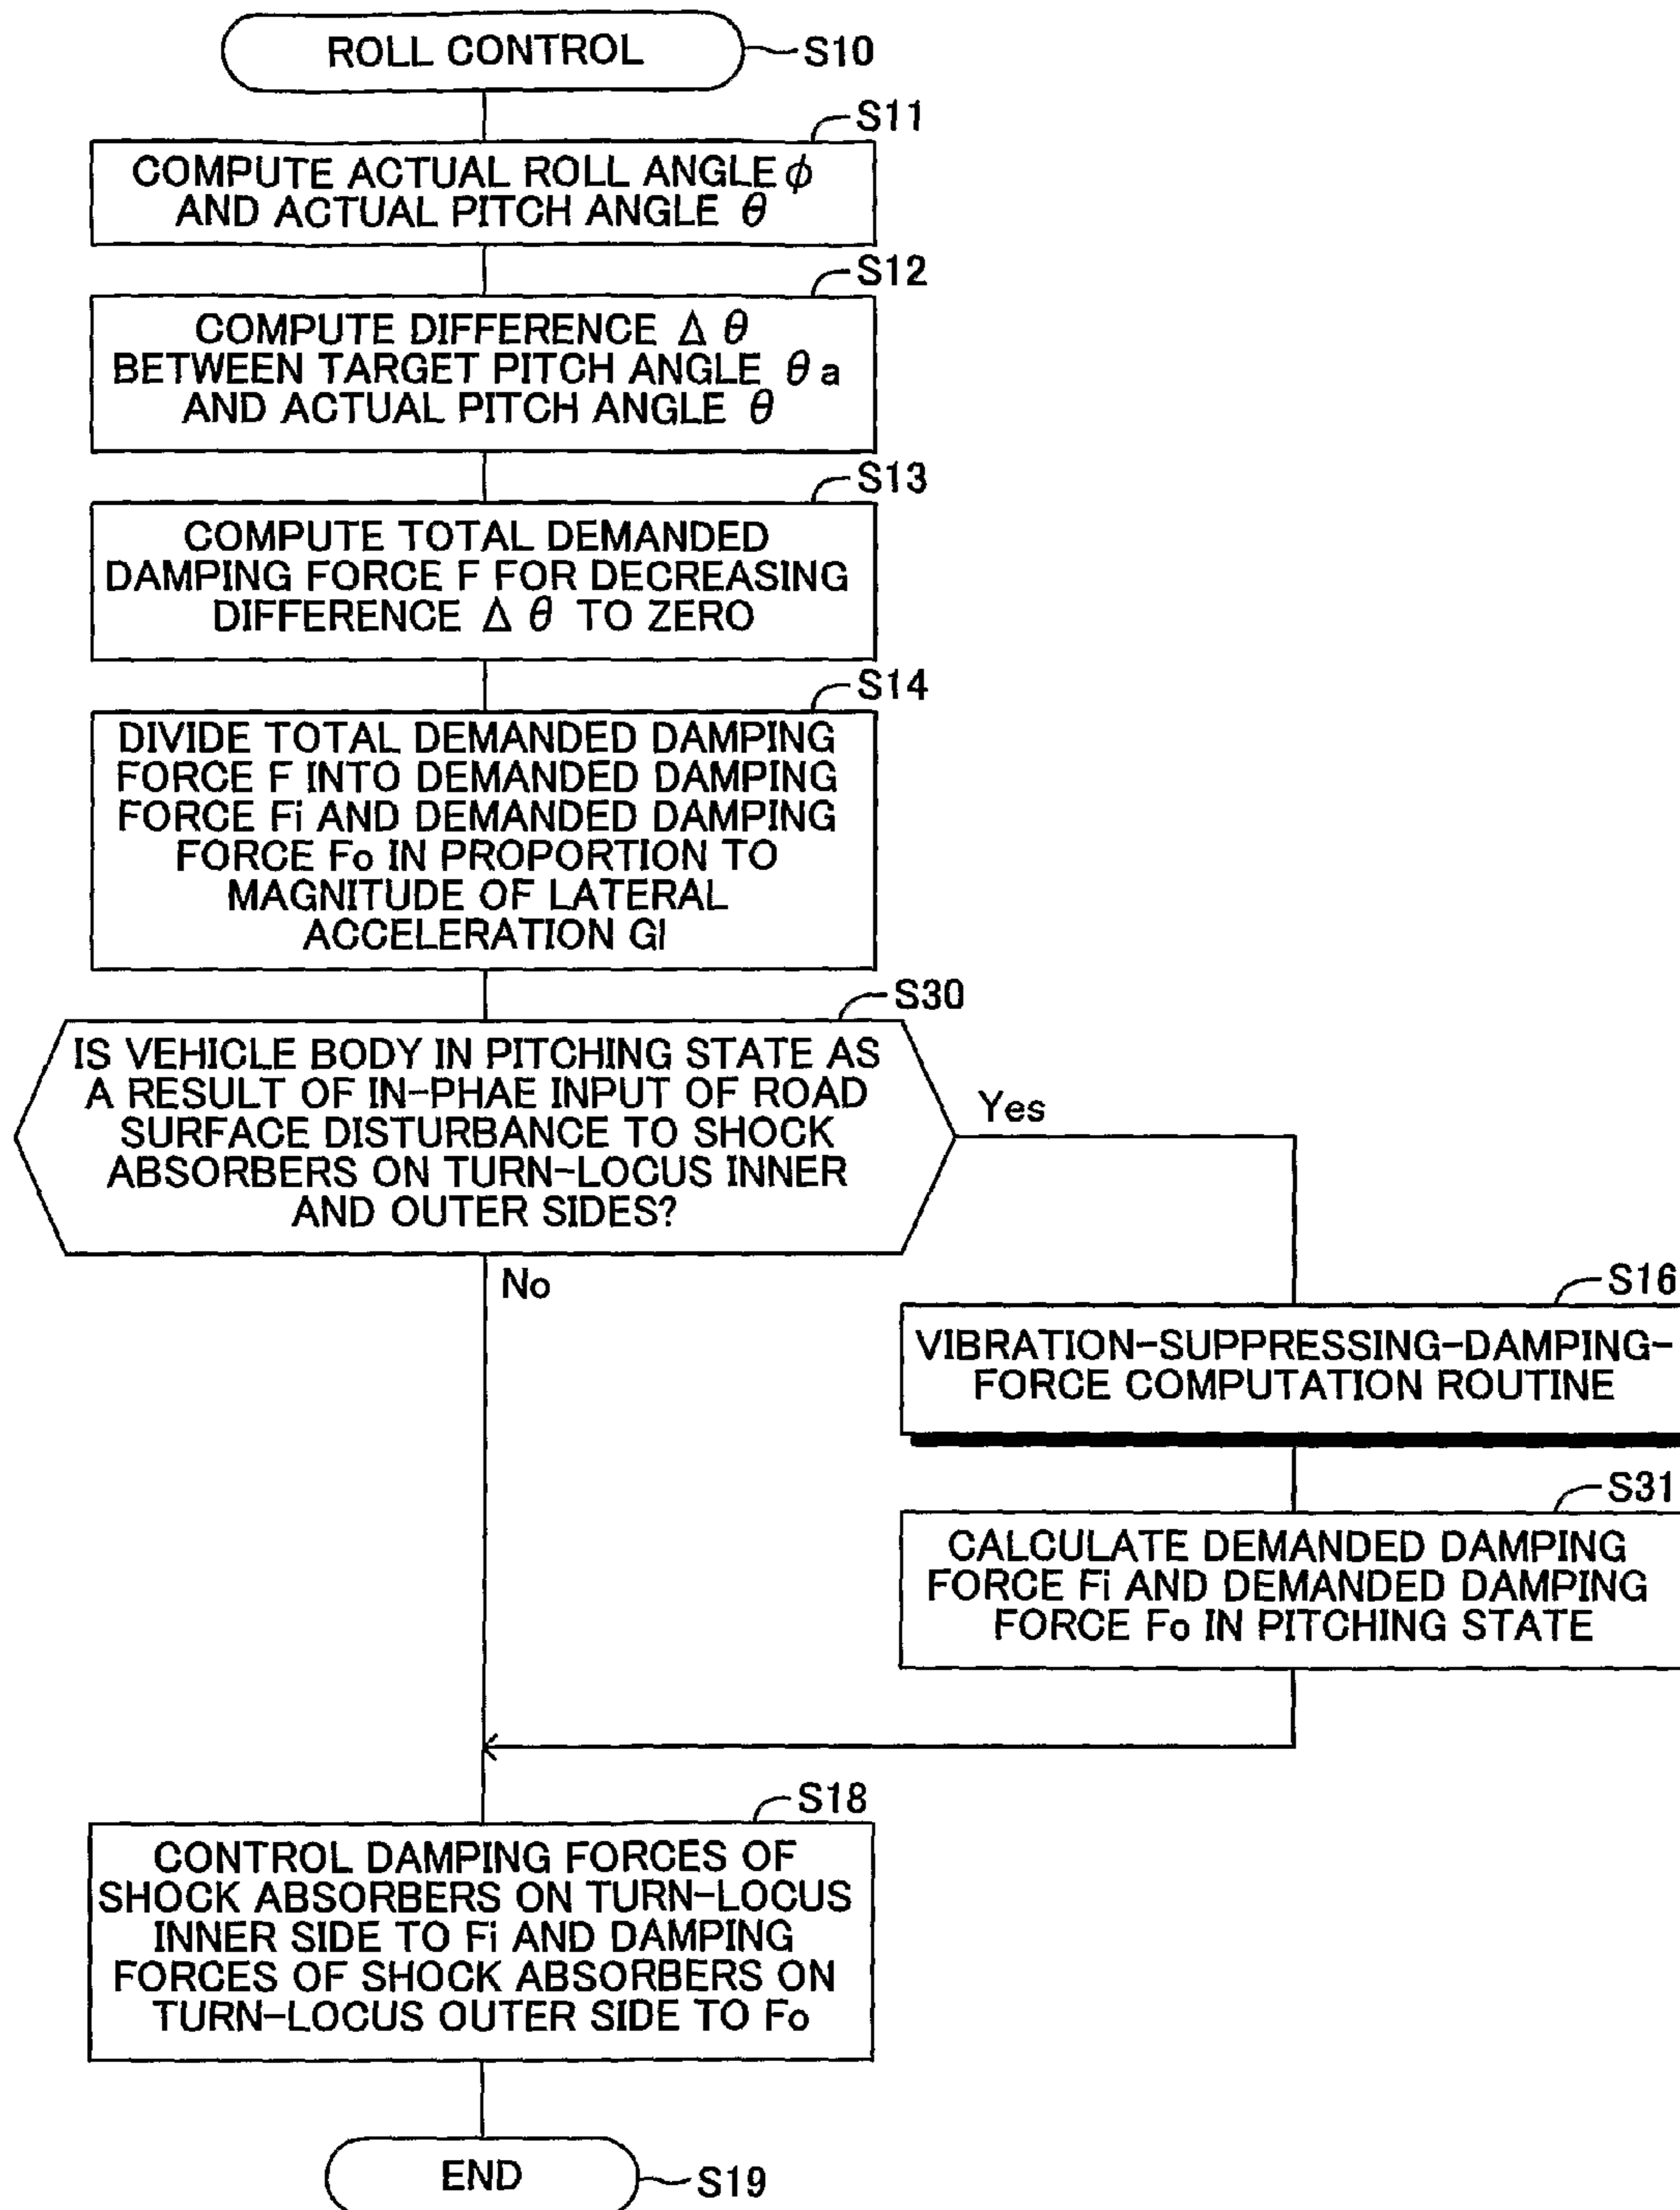 ROLL CONTROL
S10
S11
COMPUTE ACTUAL ROLL ANGLE ϕ
AND ACTUAL PITCH ANGLE θ
S12
COMPUTE DIFFERENCE Δ θ
BETWEEN TARGET PITCH ANGLE θ a
AND ACTUAL PITCH ANGLE θ
S13
COMPUTE TOTAL DEMANDED
DAMPING FORCE F FOR DECREASING
DIFFERENCE Δ θ TO ZERO
S14
DIVIDE TOTAL DEMANDED DAMPING
FORCE F INTO DEMANDED DAMPING
FORCE Fi AND DEMANDED DAMPING
FORCE Fo IN PROPORTION TO
MAGNITUDE OF LATERAL
ACCELERATION Gl
S30
IS VEHICLE BODY IN PITCHING STATE AS
A RESULT OF IN-PHAE INPUT OF ROAD
SURFACE DISTURBANCE TO SHOCK
ABSORBERS ON TURN-LOCUS INNER
AND OUTER SIDES?
Yes
No
S16
VIBRATION-SUPPRESSING-DAMPING-
FORCE COMPUTATION ROUTINE
S31
CALCULATE DEMANDED DAMPING
FORCE Fi AND DEMANDED DAMPING
FORCE Fo IN PITCHING STATE
S18
CONTROL DAMPING FORCES OF
SHOCK ABSORBERS ON TURN-LOCUS
INNER SIDE TO Fi AND DAMPING
FORCES OF SHOCK ABSORBERS ON
TURN-LOCUS OUTER SIDE TO Fo
END
S19